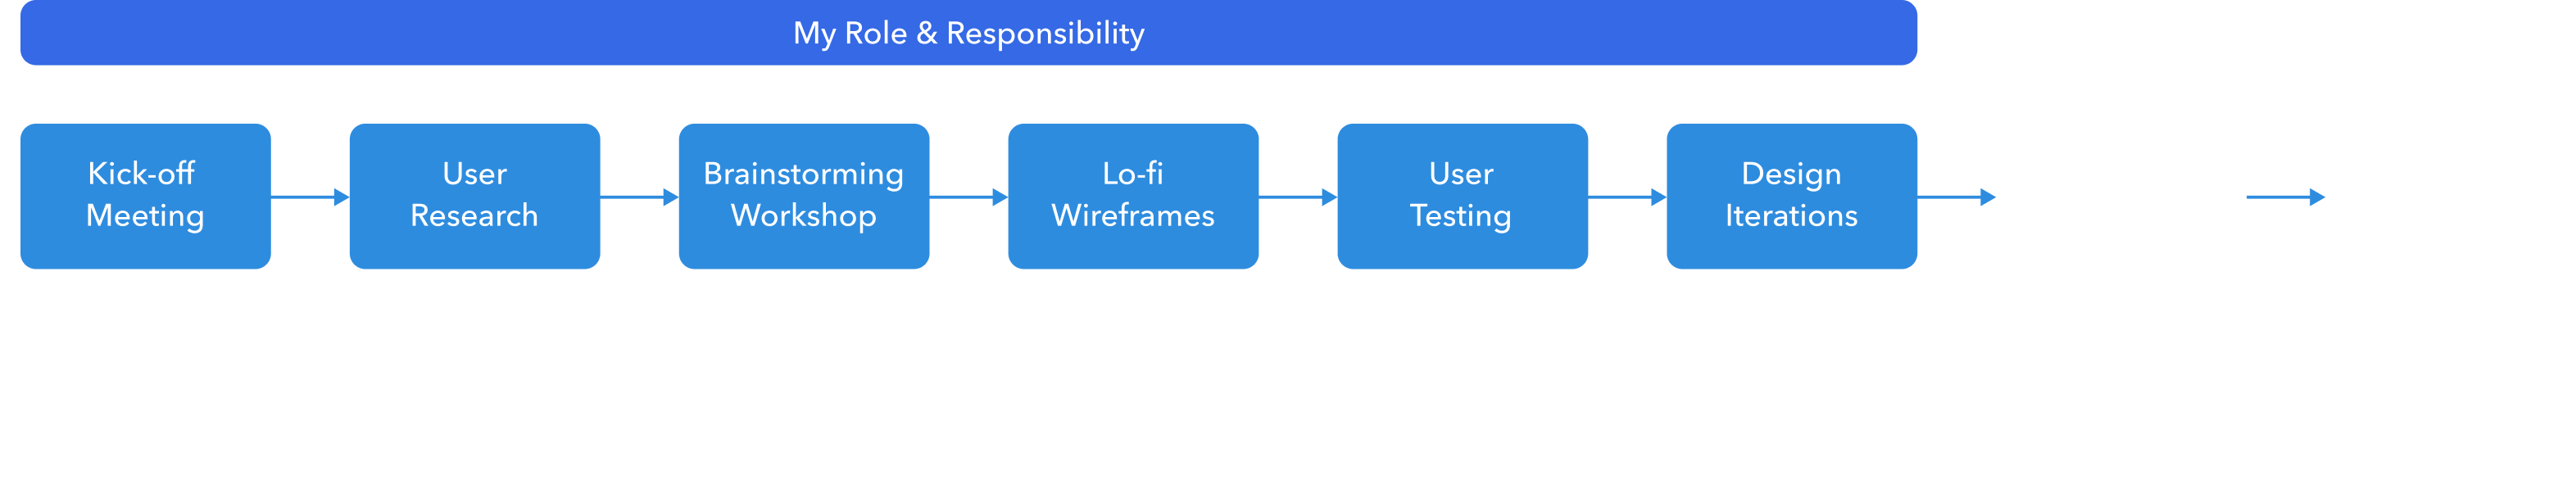 My Role & Responsibility
Kick-off
Meeting
User
Research
Brainstorming
Workshop
Lo-fi
Wireframes
User
Testing
Design
Iterations